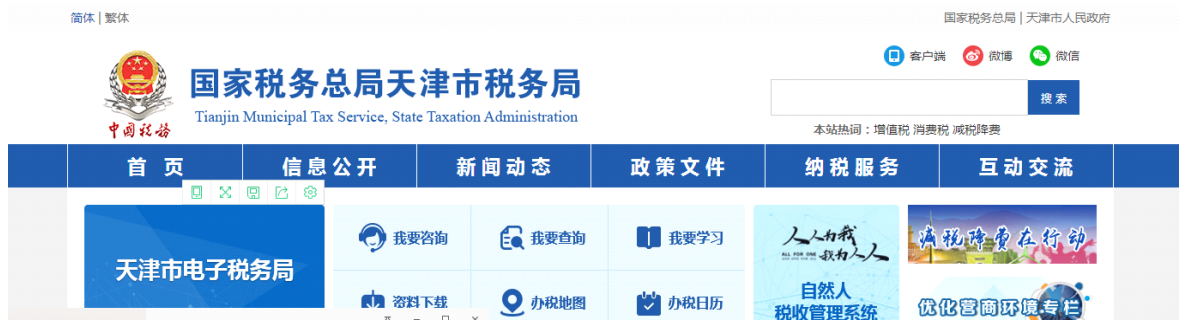 简体 | 繁体
国家税务总局 | 天津市人民政府
客户端 微博 微信
国家税务总局天津市税务局
Tianjin Municipal Tax Service, State Taxation Administration
中国税务
搜索
本站热词：增值税 消费税 减税降费
首 页 信息公开 新闻动态 政策文件 纳税服务 互动交流
我要咨询 我要查询 我要学习
天津市电子税务局
资料下载 办税地图 办税日历
人人为我
ALL FOR ONE
我为人人
自然人
税收管理系统
减税降费在行动
优化营商环境专栏